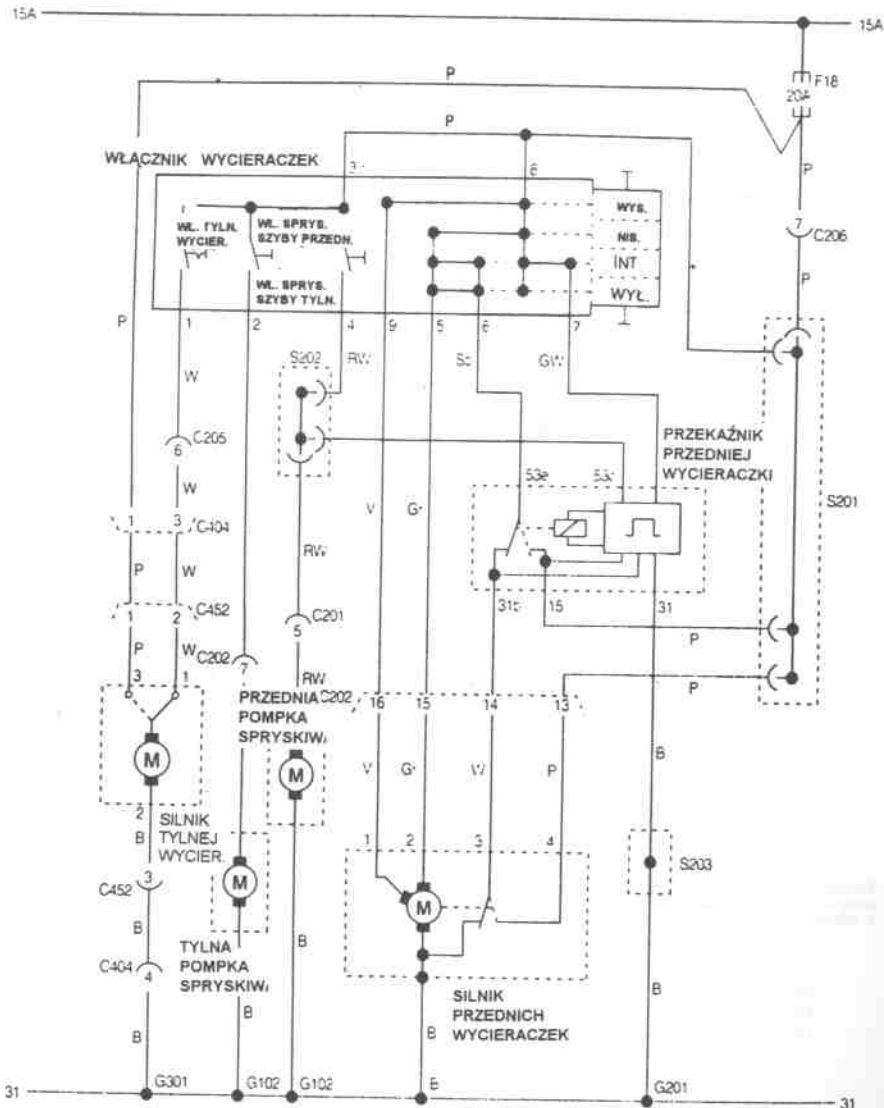 15A
15A
P
F18
20A
P
P
WŁACZNIK WYCIERACZEK
3
6
WYS.
NIS.
INT
WYŁ.
WŁ. TYLN.
WYCIER.
WŁ. SPRYS.
SZYBY PRZEDN.
WŁ. SPRYS.
SZYBY TYLN.
7
C206
P
P
1
2
4
9
5
6
7
S202
RW
GW
W
C205
6
W
PRZEKAŹNIK
PRZEDNIEJ
WYCIERACZKI
53e
S201
V
1
3
C404
P
W
RW
C452
1
2
31b
15
31
C201
5
P
P
W
C202
7
RW
P
3
1
PRZEDNIA
POMPKA
SPRYSKIW.
C202
16
15
14
13
M
M
V
W
P
B
2
SILNIK
TYLNEJ
WYCIER.
1
2
3
4
B
3
C452
M
M
S203
B
B
B
TYLNA
POMPKA
SPRYSKIW.
C404
4
SILNIK
PRZEDNICH
WYCIERACZEK
B
B
B
B
G301
G102
G102
B
G201
31
31